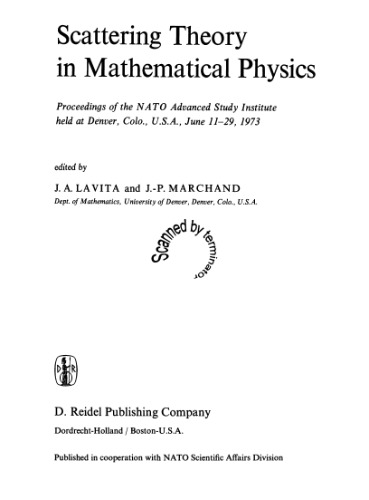 Scattering Theory
in Mathematical Physics
Proceedings of the NATO Advanced Study Institute
held at Denver, Colo., U.S.A., June 11-29, 1973
edited by
J. A. LAVITA and J.-P. MARCHAND
Dept. of Mathematics, University of Denver, Denver, Colo., U.S.A.
Scanned by terminator
D R
D. Reidel Publishing Company
Dordrecht-Holland / Boston-U.S.A.
Published in cooperation with NATO Scientific Affairs Division